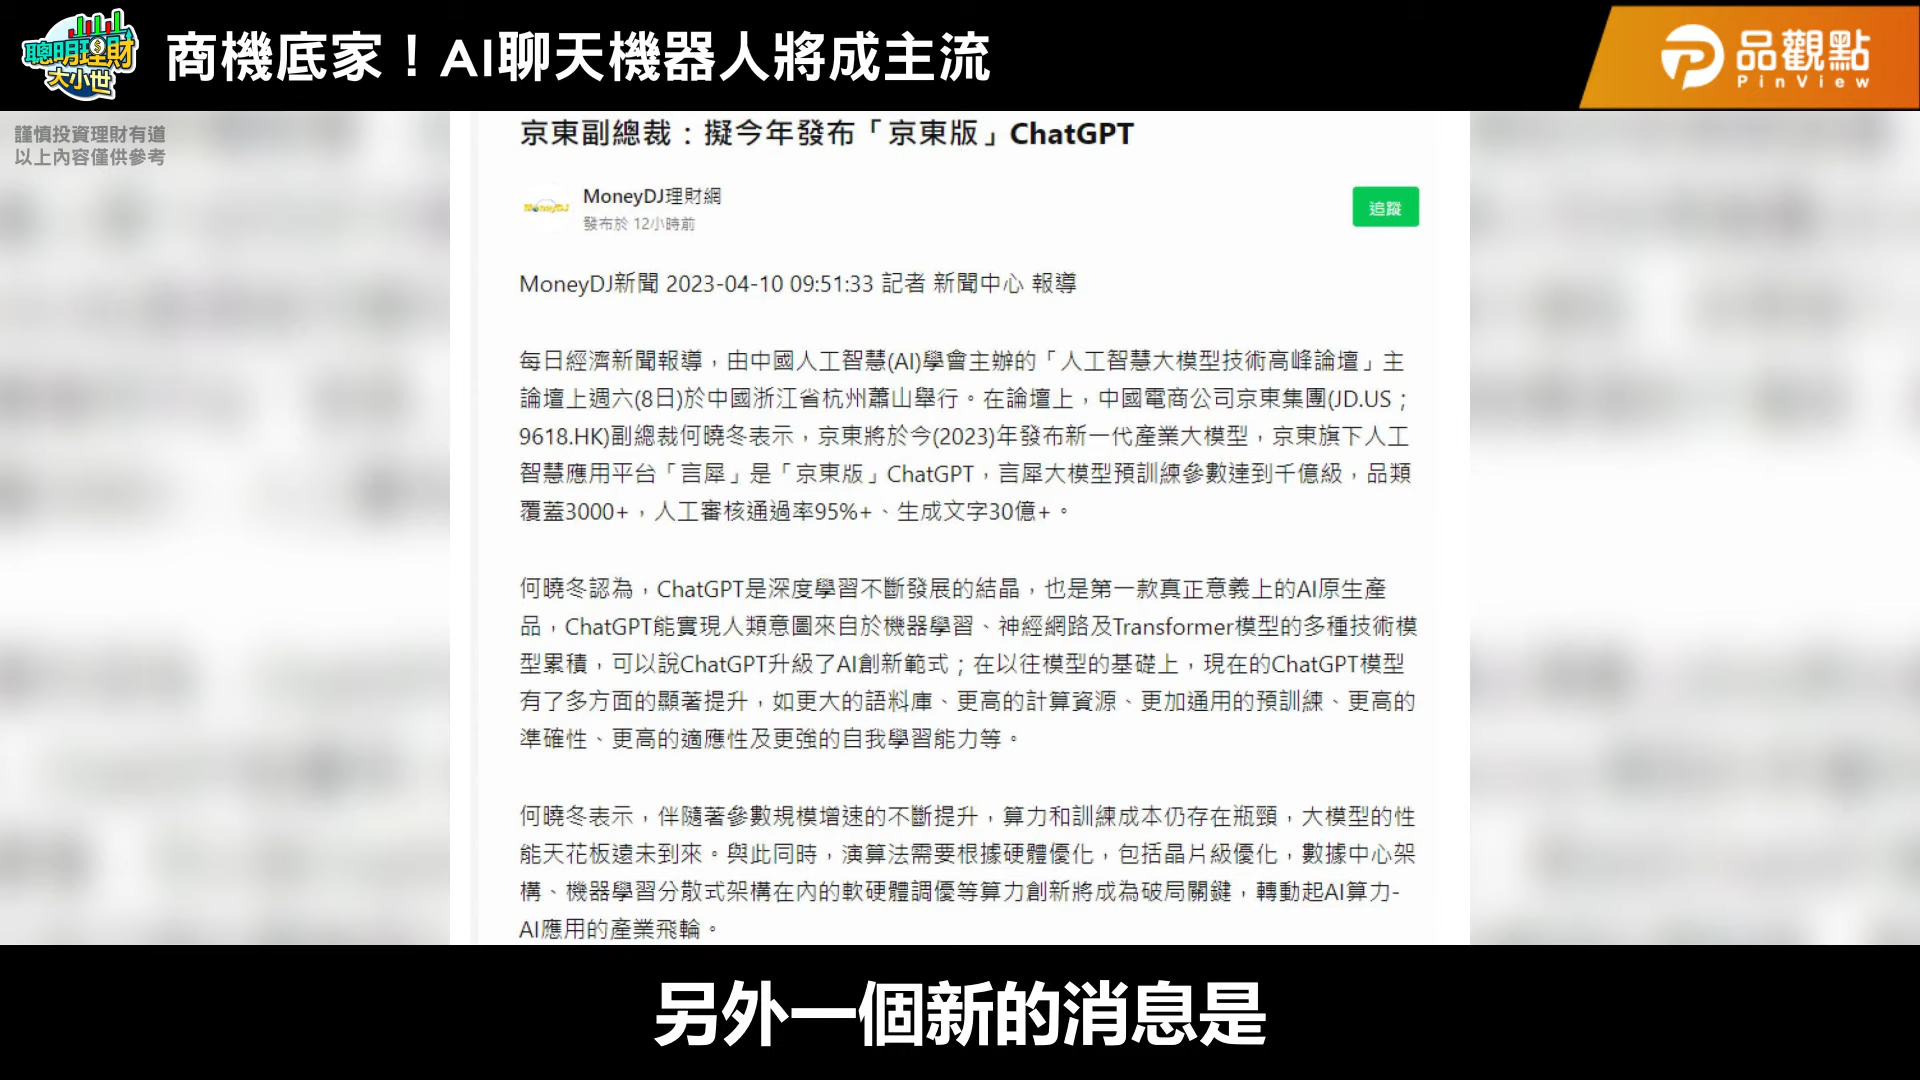 聰明理財
大小世
商機底家！AI聊天機器人將成主流
品觀點
PinView
謹慎投資理財有道
以上內容僅供參考
京東副總裁：擬今年發布「京東版」ChatGPT
MoneyDJ
MoneyDJ理財網
發布於 12小時前
追蹤
MoneyDJ新聞 2023-04-10 09:51:33 記者 新聞中心 報導
每日經濟新聞報導，由中國人工智慧(AI)學會主辦的「人工智慧大模型技術高峰論壇」主
論壇上週六(8日)於中國浙江省杭州蕭山舉行。在論壇上，中國電商公司京東集團(JD.US；
9618.HK)副總裁何曉冬表示，京東將於今(2023)年發布新一代產業大模型，京東旗下人工
智慧應用平台「言犀」是「京東版」ChatGPT，言犀大模型預訓練參數達到千億級，品類
覆蓋3000+，人工審核通過率95%+、生成文字30億+。
何曉冬認為，ChatGPT是深度學習不斷發展的結晶，也是第一款真正意義上的AI原生產
品，ChatGPT能實現人類意圖來自於機器學習、神經網路及Transformer模型的多種技術模
型累積，可以說ChatGPT升級了AI創新範式；在以往模型的基礎上，現在的ChatGPT模型
有了多方面的顯著提升，如更大的語料庫、更高的計算資源、更加通用的預訓練、更高的
準確性、更高的適應性及更強的自我學習能力等。
何曉冬表示，伴隨著參數規模增速的不斷提升，算力和訓練成本仍存在瓶頸，大模型的性
能天花板遠未到來。與此同時，演算法需要根據硬體優化，包括晶片級優化，數據中心架
構、機器學習分散式架構在內的軟硬體調優等算力創新將成為破局關鍵，轉動起AI算力-
AI應用的產業飛輪。
另外一個新的消息是